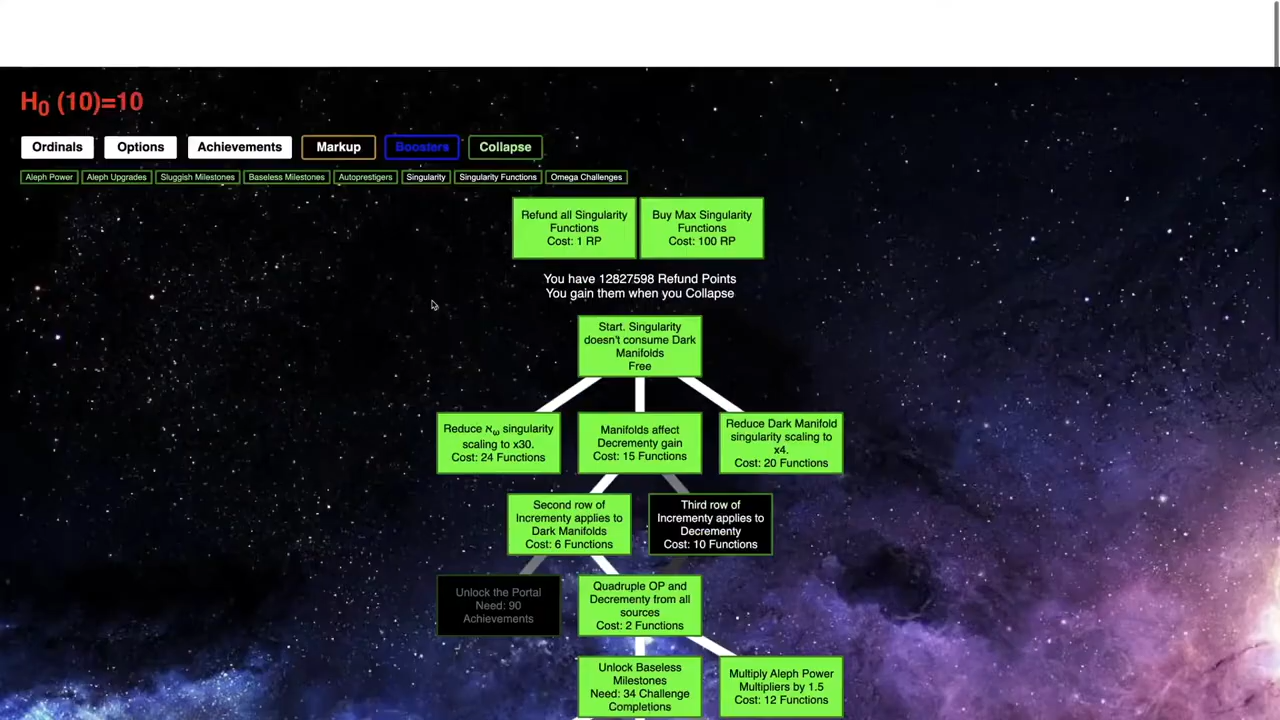 H₀ (10)=10
Ordinals
Options
Achievements
Markup
Boosters
Collapse
Aleph Power
Aleph Upgrades
Sluggish Milestones
Baseless Milestones
Autoprestigers
Singularity
Singularity Functions
Omega Challenges
Refund all Singularity
Functions
Cost: 1 RP
Buy Max Singularity
Functions
Cost: 100 RP
You have 12827598 Refund Points
You gain them when you Collapse
Start. Singularity
doesn't consume Dark
Manifolds
Free
Reduce ℵω singularity
scaling to x30.
Cost: 24 Functions
Manifolds affect
Decrementy gain
Cost: 15 Functions
Reduce Dark Manifold
singularity scaling to
x4.
Cost: 20 Functions
Second row of
Incrementy applies to
Dark Manifolds
Cost: 6 Functions
Third row of
Incrementy applies to
Decrementy
Cost: 10 Functions
Unlock the Portal
Need: 90
Achievements
Quadruple OP and
Decrementy from all
sources
Cost: 2 Functions
Unlock Baseless
Milestones
Need: 34 Challenge
Completions
Multiply Aleph Power
Multipliers by 1.5
Cost: 12 Functions